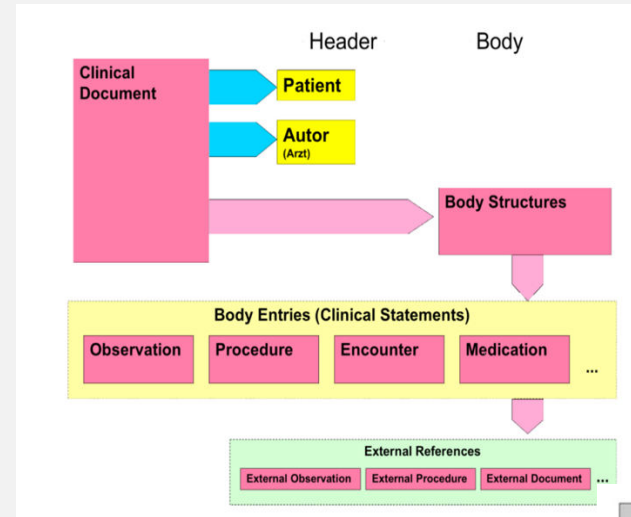 Header Body
Clinical
Document
Patient
Autor
(Arzt)
Body Structures
Body Entries (Clinical Statements)
Observation Procedure Encounter Medication ...
External References
External Observation External Procedure External Document ...